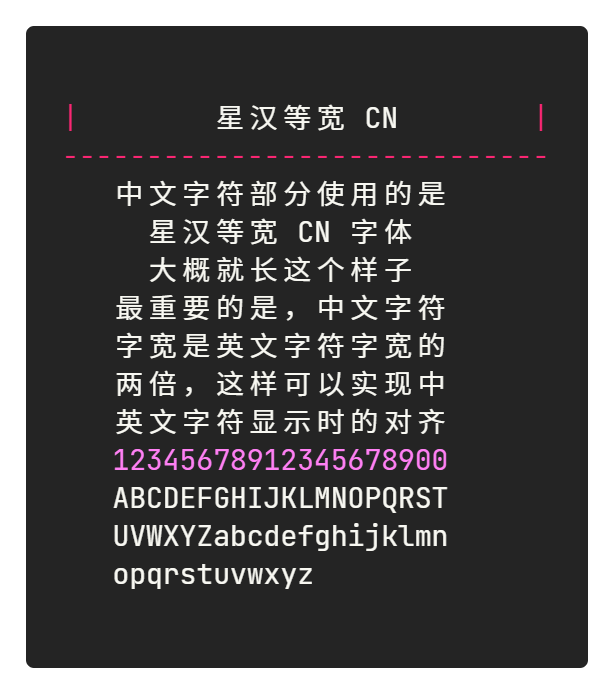 |        星汉等宽 CN        |
-----------------------------
中文字符部分使用的是
星汉等宽 CN 字体
大概就长这个样子
最重要的是，中文字符
字宽是英文字符字宽的
两倍，这样可以实现中
英文字符显示时的对齐
12345678912345678900
ABCDEFGHIJKLMNOPQRST
UVWXYZabcdefghijklmn
opqrstuvwxyz